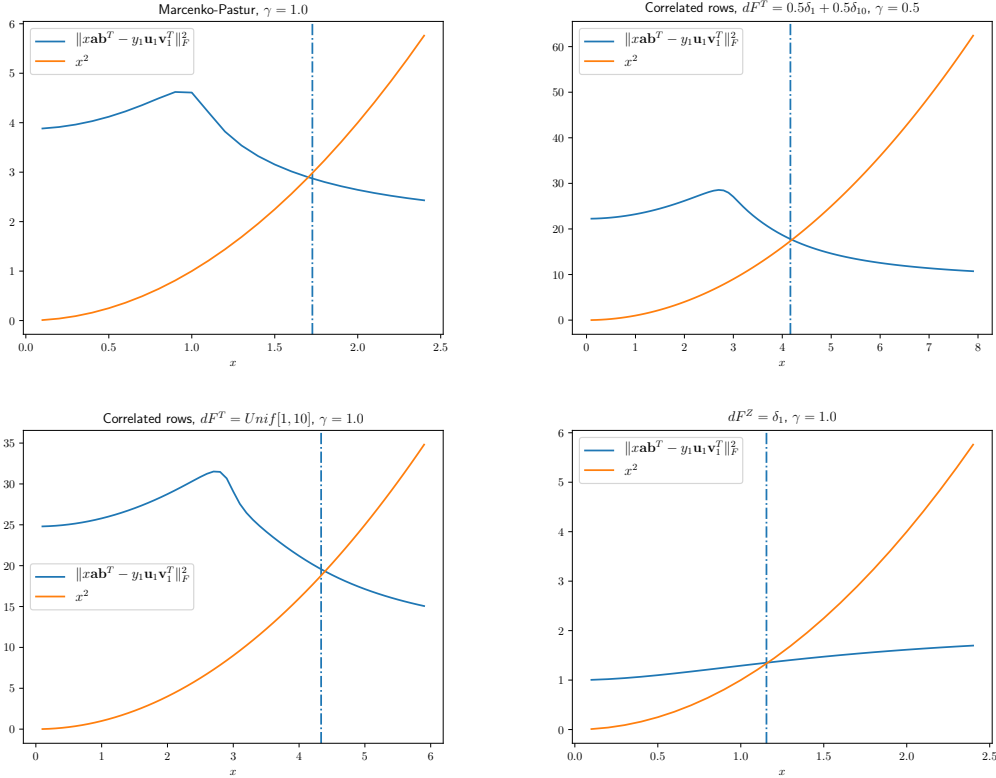 Marcenko-Pastur, γ = 1.0
‖xab^T − y₁u₁v₁^T‖²_F
x²
6
5
4
3
2
1
0
0.0 0.5 1.0 1.5 2.0 2.5
x
Correlated rows, dF^T = 0.5δ₁ + 0.5δ₁₀, γ = 0.5
‖xab^T − y₁u₁v₁^T‖²_F
x²
60
50
40
30
20
10
0
0 1 2 3 4 5 6 7 8
x
Correlated rows, dF^T = Unif[1, 10], γ = 1.0
35
30
25
20
‖xab^T − y₁u₁v₁^T‖²_F
x²
15
10
5
0
0 1 2 3 4 5 6
x
dF^Z = δ₁, γ = 1.0
‖xab^T − y₁u₁v₁^T‖²_F
x²
6
5
4
3
2
1
0
0.0 0.5 1.0 1.5 2.0 2.5
x